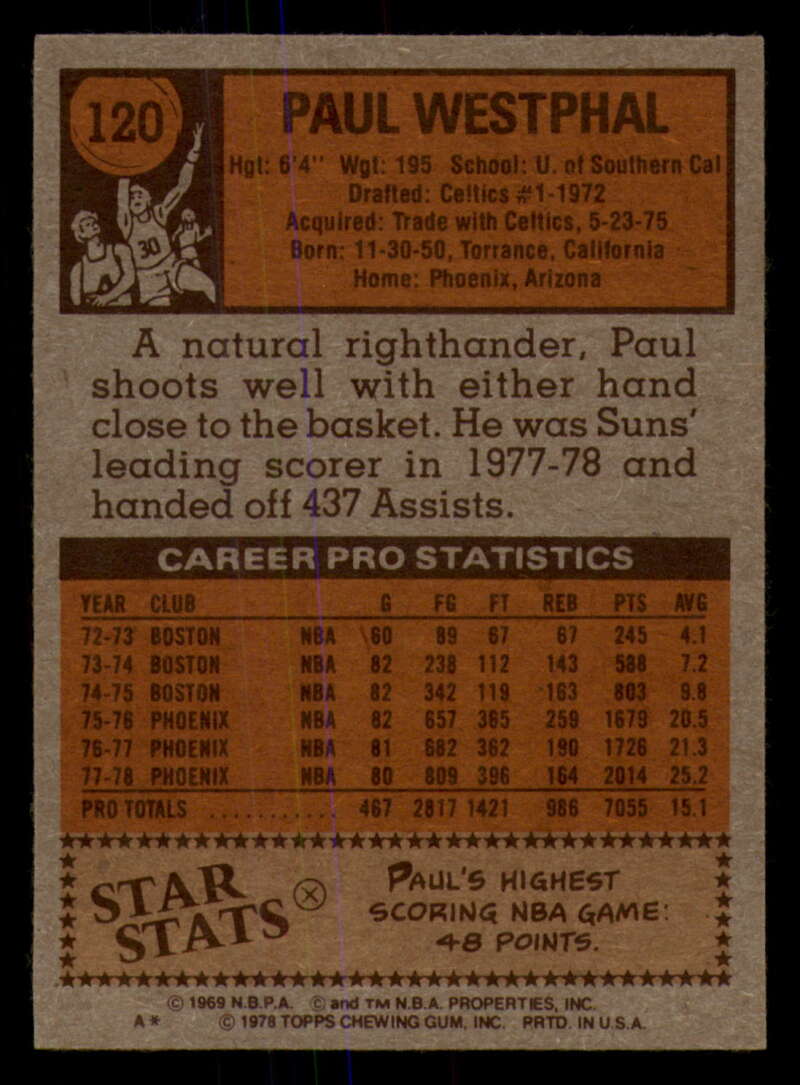 120
30
PAUL WESTPHAL
Hgt: 6'4" Wgt: 195 School: U. of Southern Cal
Drafted: Celtics #1-1972
Acquired: Trade with Celtics, 5-23-75
Born: 11-30-50, Torrance, California
Home: Phoenix, Arizona
A natural righthander, Paul
shoots well with either hand
close to the basket. He was Suns'
leading scorer in 1977-78 and
handed off 437 Assists.
CAREER PRO STATISTICS
YEAR CLUB G FG FT REB PTS AVG
72-73 BOSTON NBA 60 89 67 67 245 4.1
73-74 BOSTON NBA 82 238 112 143 588 7.2
74-75 BOSTON NBA 82 342 119 163 803 9.8
75-76 PHOENIX NBA 82 657 365 259 1679 20.5
76-77 PHOENIX NBA 81 682 362 190 1726 21.3
77-78 PHOENIX NBA 80 809 396 164 2014 25.2
PRO TOTALS ........... 467 2817 1421 986 7055 15.1
STAR
STATS
PAUL'S HIGHEST
SCORING NBA GAME:
48 POINTS.
© 1969 N.B.P.A. © and TM N.B.A. PROPERTIES, INC.
A* © 1978 TOPPS CHEWING GUM, INC. PRTD. IN U.S.A.